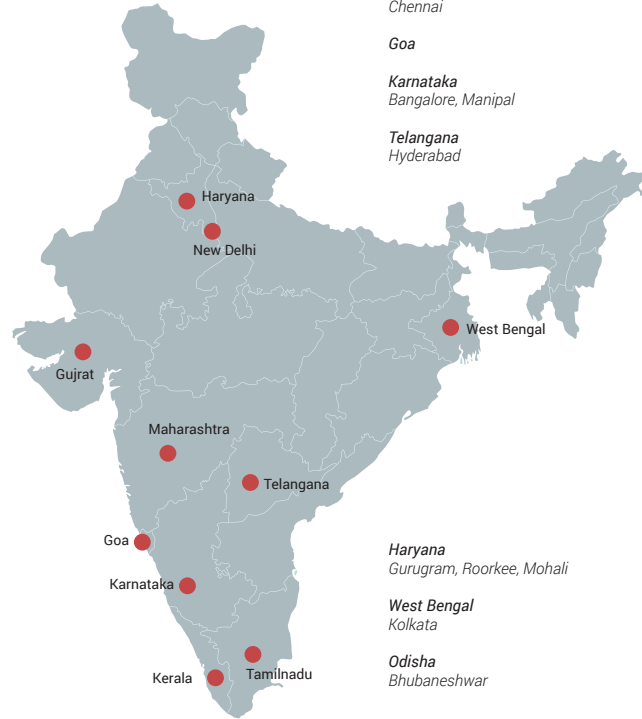 Chennai
Goa
Karnataka
Bangalore, Manipal
Telangana
Hyderabad
Haryana
New Delhi
West Bengal
Gujrat
Maharashtra
Telangana
Goa
Karnataka
Kerala
Tamilnadu
Haryana
Gurugram, Roorkee, Mohali
West Bengal
Kolkata
Odisha
Bhubaneshwar